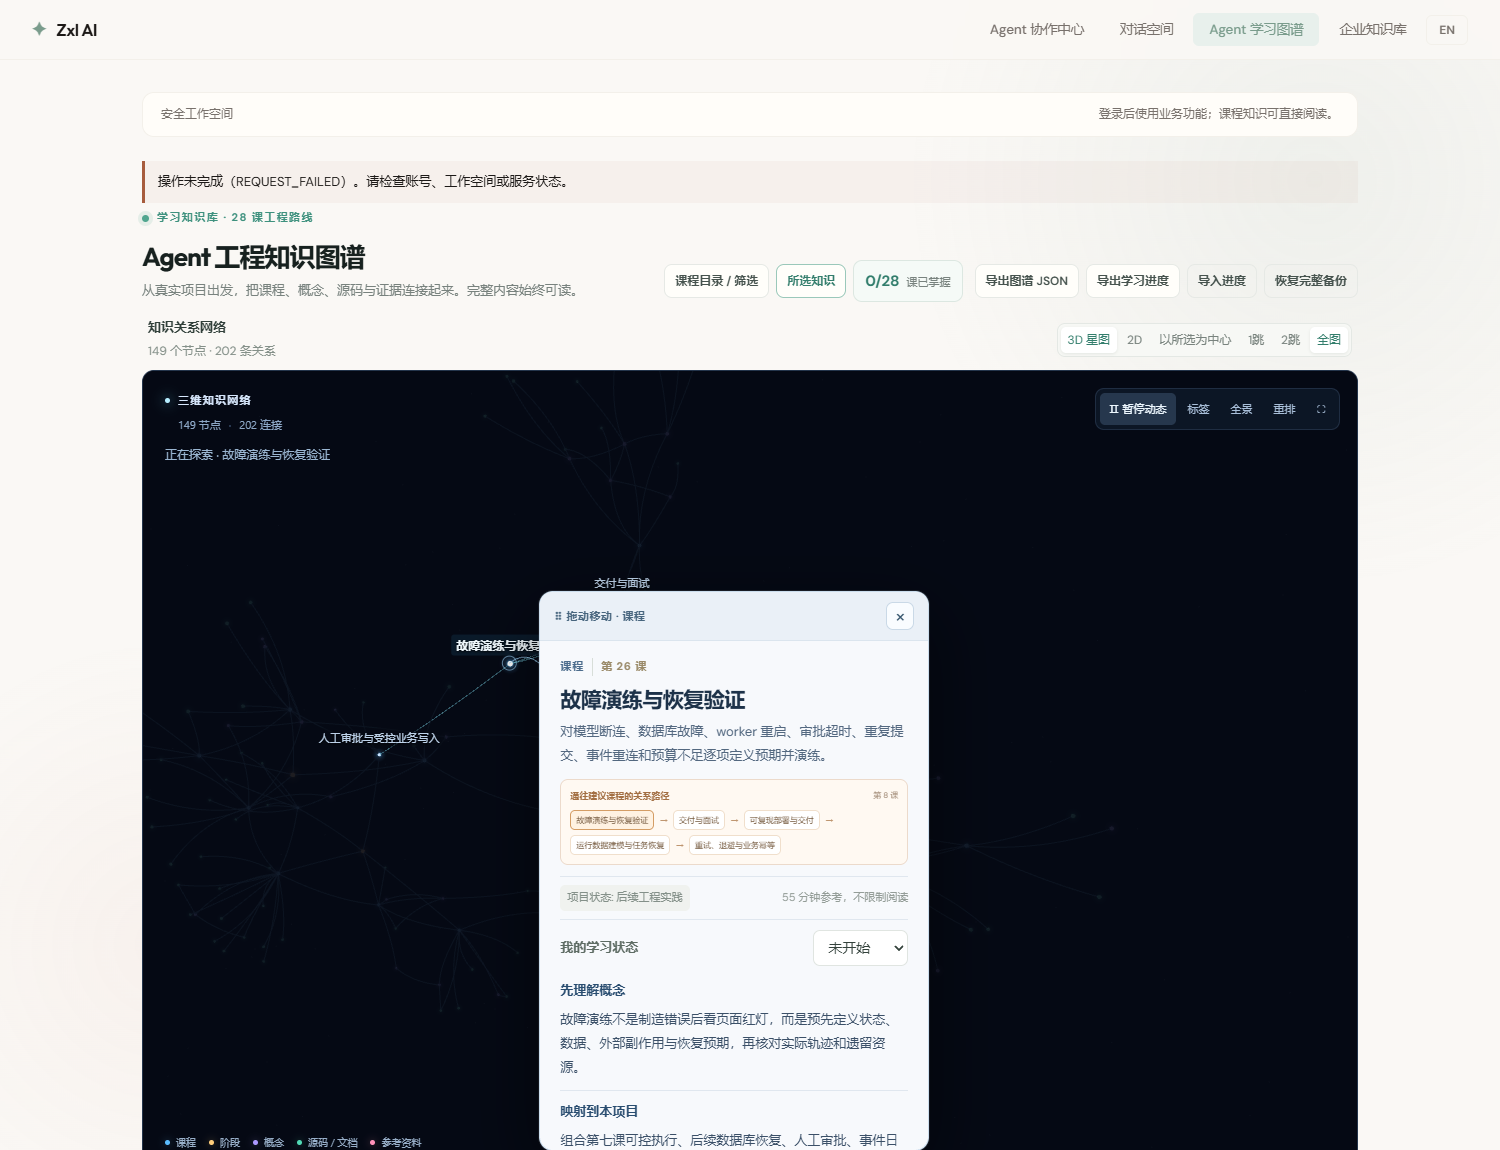 Zxl AI
Agent 协作中心
对话空间
Agent 学习图谱
企业知识库
EN
安全工作空间
登录后使用业务功能；课程知识可直接阅读。
操作未完成（REQUEST_FAILED）。请检查账号、工作空间或服务状态。
学习知识库 · 28 课工程路线
Agent 工程知识图谱
从真实项目出发，把课程、概念、源码与证据连接起来。完整内容始终可读。
课程目录 / 筛选
所选知识
0/28 课已掌握
导出图谱 JSON
导出学习进度
导入进度
恢复完整备份
知识关系网络
149 个节点 · 202 条关系
3D 星图
2D
以所选为中心
1跳
2跳
全图
三维知识网络
149 节点 · 202 连接
正在探索 · 故障演练与恢复验证
暂停动态
标签
全景
重排
交付与面试
故障演练与恢复
人工审批与受控业务写入
⠿ 拖动移动 · 课程
×
课程
第 26 课
故障演练与恢复验证
对模型断连、数据库故障、worker 重启、审批超时、重复提
交、事件重连和预算不足逐项定义预期并演练。
通往建议课程的关系路径
第 8 课
故障演练与恢复验证 → 交付与面试 → 可复现部署与交付 →
运行数据建模与任务恢复 → 重试、退避与业务幂等
项目状态: 后续工程实践
55 分钟参考，不限制阅读
我的学习状态
未开始
先理解概念
故障演练不是制造错误后看页面红灯，而是预先定义状态、
数据、外部副作用与恢复预期，再核对实际轨迹和遗留资
源。
映射到本项目
组合第七课可控执行、后续数据库恢复、人工审批、事件日
课程
阶段
概念
源码 / 文档
参考资料